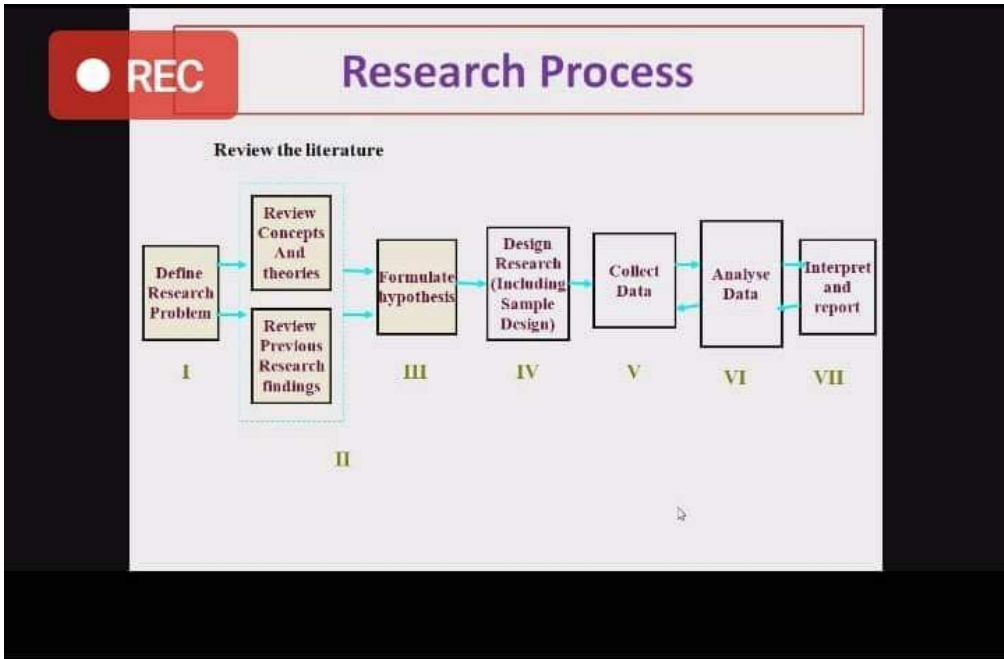 REC
Research Process
Review the literature
Define
Research
Problem
I
Review
Concepts
And
theories
Review
Previous
Research
findings
II
Formulate
hypothesis
III
Design
Research
(Including
Sample
Design)
IV
Collect
Data
V
Analyse
Data
VI
Interpret
and
report
VII